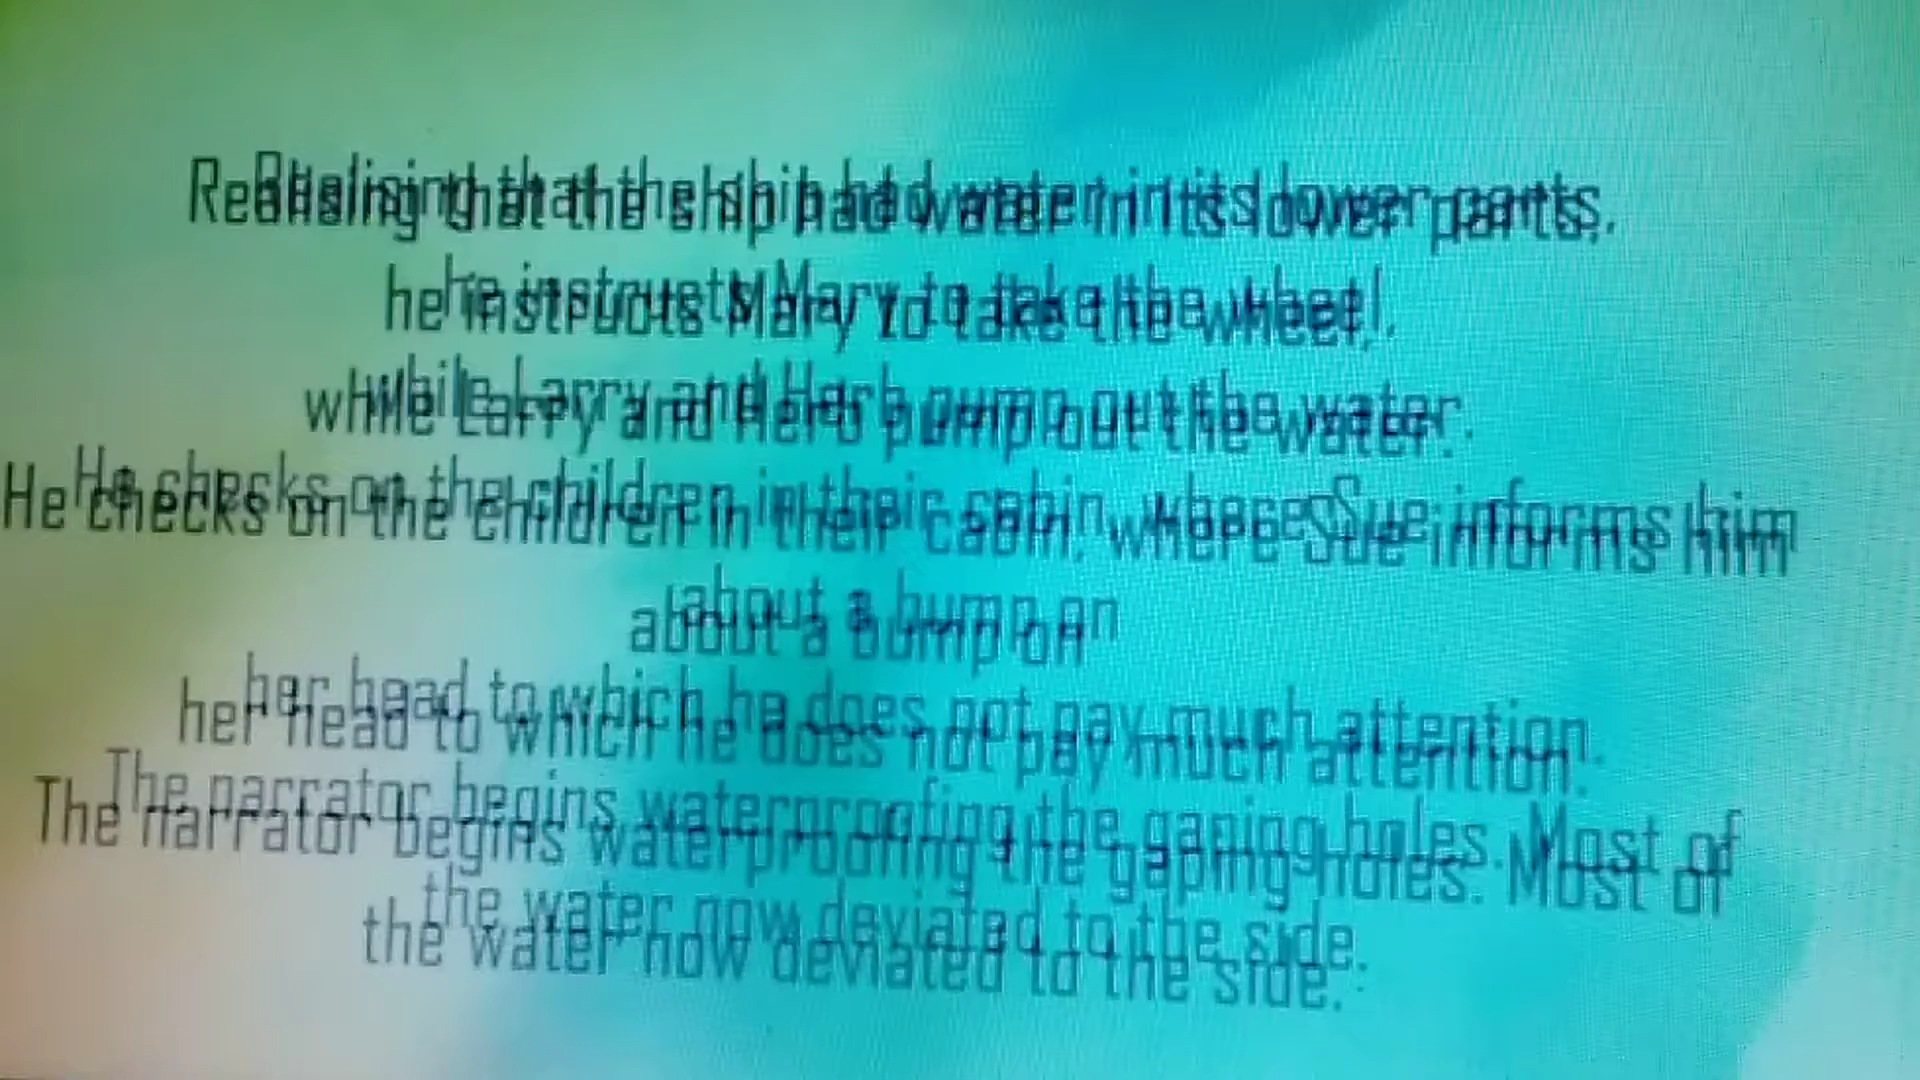 Realising that the ship had water in its lower parts,
he instructs Mary to take the wheel,
while Larry and Herb pump out the water.
He checks on the children in their cabin, where Sue informs him
about a bump on
her head to which he does not pay much attention.
The narrator begins waterproofing the gaping holes. Most of
the water now deviated to the side.